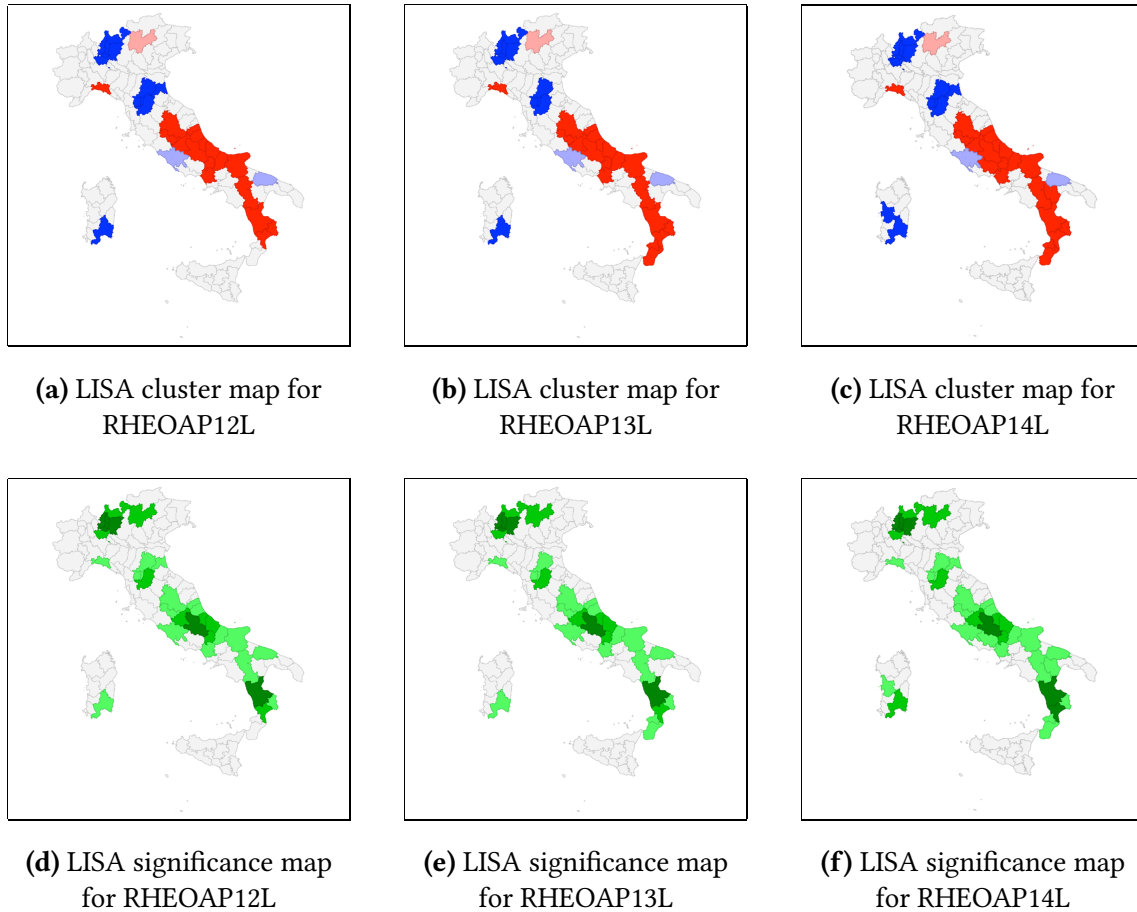 (a) LISA cluster map for
RHEOAP12L
(b) LISA cluster map for
RHEOAP13L
(c) LISA cluster map for
RHEOAP14L
(d) LISA significance map
for RHEOAP12L
(e) LISA significance map
for RHEOAP13L
(f) LISA significance map
for RHEOAP14L